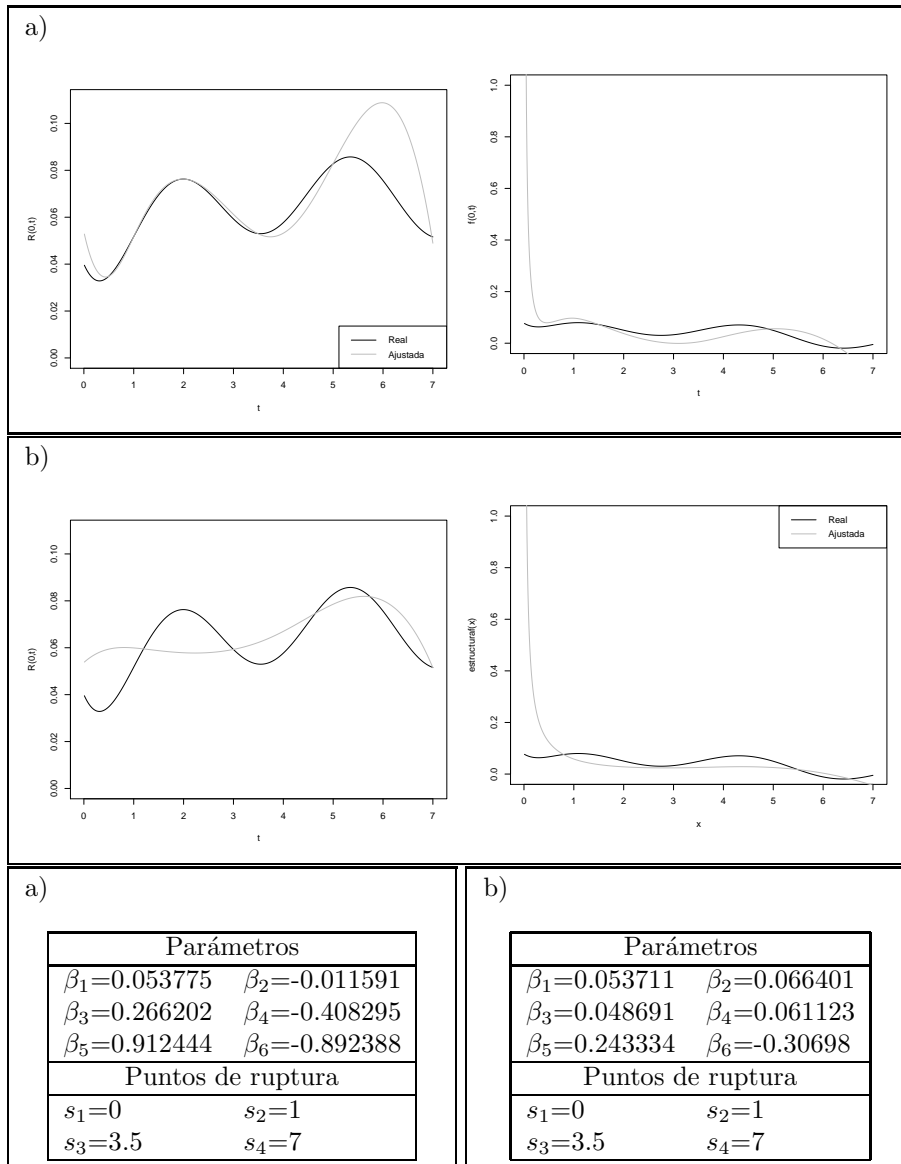 a)
R(0,t)
0.00 0.02 0.04 0.06 0.08 0.10
0 1 2 3 4 5 6 7
t
Real
Ajustada
f(0,t)
0.0 0.2 0.4 0.6 0.8 1.0
0 1 2 3 4 5 6 7
t
b)
R(0,t)
0.00 0.02 0.04 0.06 0.08 0.10
0 1 2 3 4 5 6 7
t
estructuraf(x)
0.0 0.2 0.4 0.6 0.8 1.0
0 1 2 3 4 5 6 7
x
Real
Ajustada
a)
Parámetros
β1=0.053775 β2=-0.011591
β3=0.266202 β4=-0.408295
β5=0.912444 β6=-0.892388
Puntos de ruptura
s1=0 s2=1
s3=3.5 s4=7
b)
Parámetros
β1=0.053711 β2=0.066401
β3=0.048691 β4=0.061123
β5=0.243334 β6=-0.30698
Puntos de ruptura
s1=0 s2=1
s3=3.5 s4=7